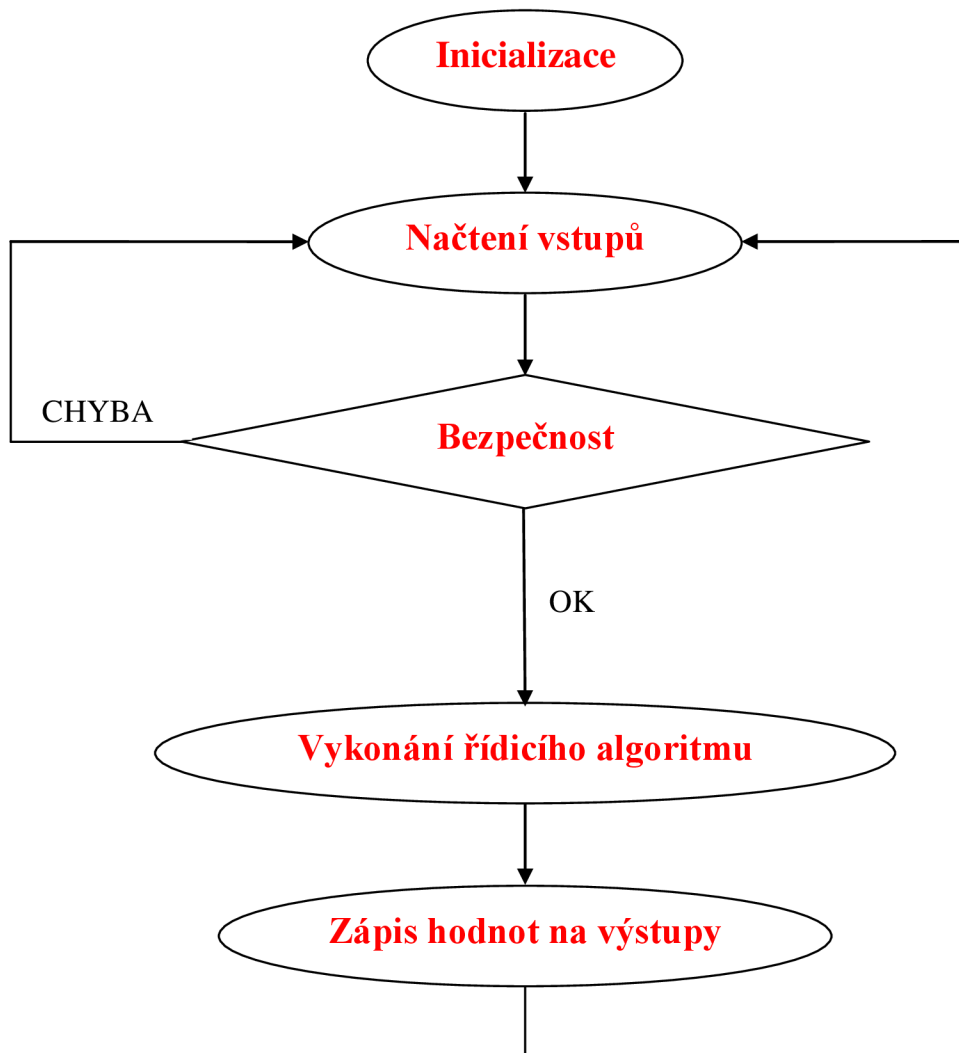 Inicializace
Načtení vstupů
CHYBA
Bezpečnost
OK
Vykonání řídicího algoritmu
Zápis hodnot na výstupy